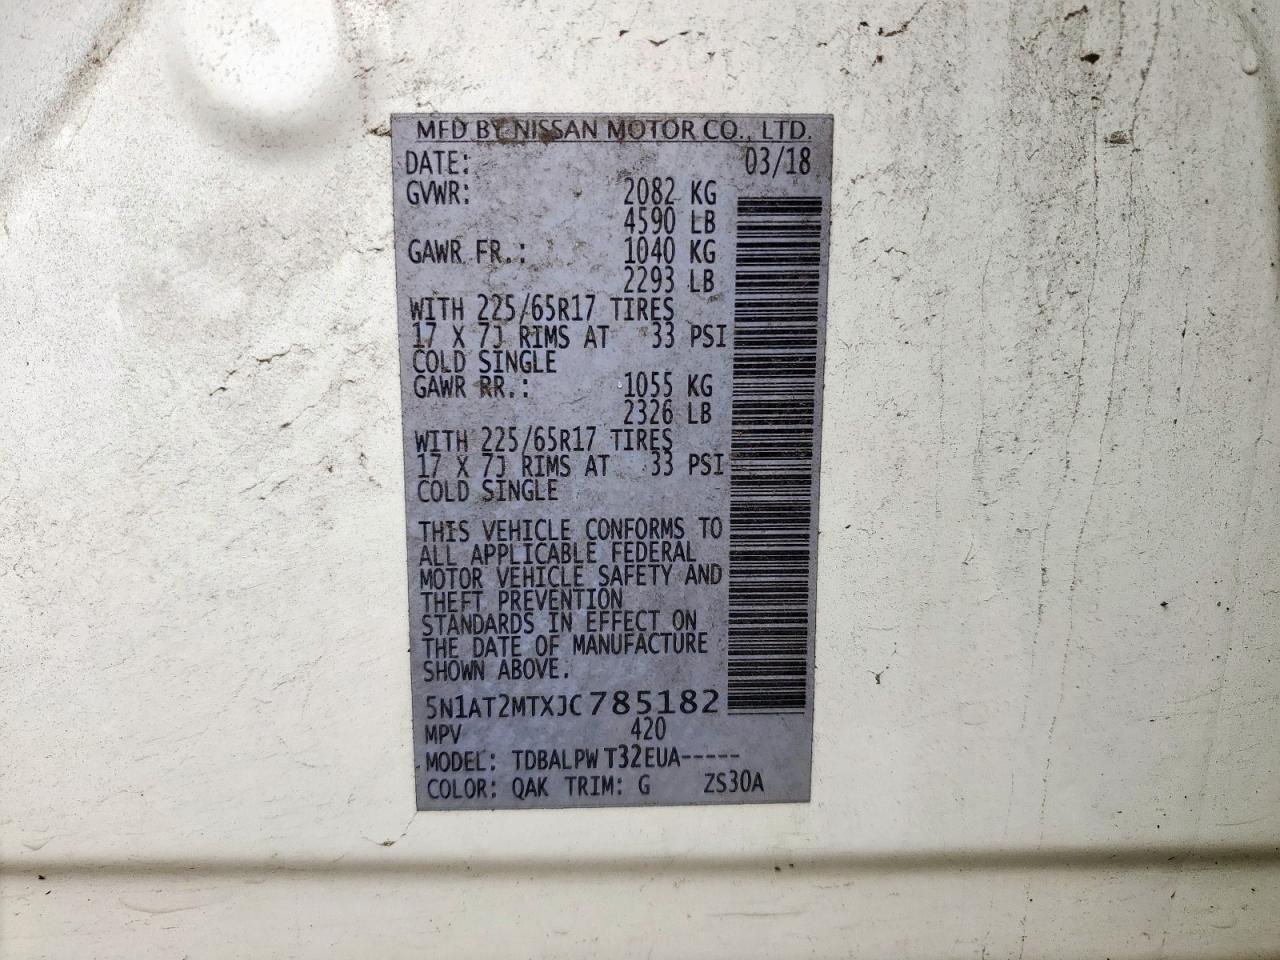 MFD BY NISSAN MOTOR CO., LTD.
DATE: 03/18
GVWR: 2082 KG
4590 LB
GAWR FR.: 1040 KG
2293 LB
WITH 225/65R17 TIRES
17 X 7J RIMS AT 33 PSI
COLD SINGLE
GAWR RR.: 1055 KG
2326 LB
WITH 225/65R17 TIRES
17 X 7J RIMS AT 33 PSI
COLD SINGLE
THIS VEHICLE CONFORMS TO
ALL APPLICABLE FEDERAL
MOTOR VEHICLE SAFETY AND
THEFT PREVENTION
STANDARDS IN EFFECT ON
THE DATE OF MANUFACTURE
SHOWN ABOVE.
5N1AT2MTXJC785182
MPV 420
MODEL: TDBALPW T32EUA-----
COLOR: QAK TRIM: G ZS30A